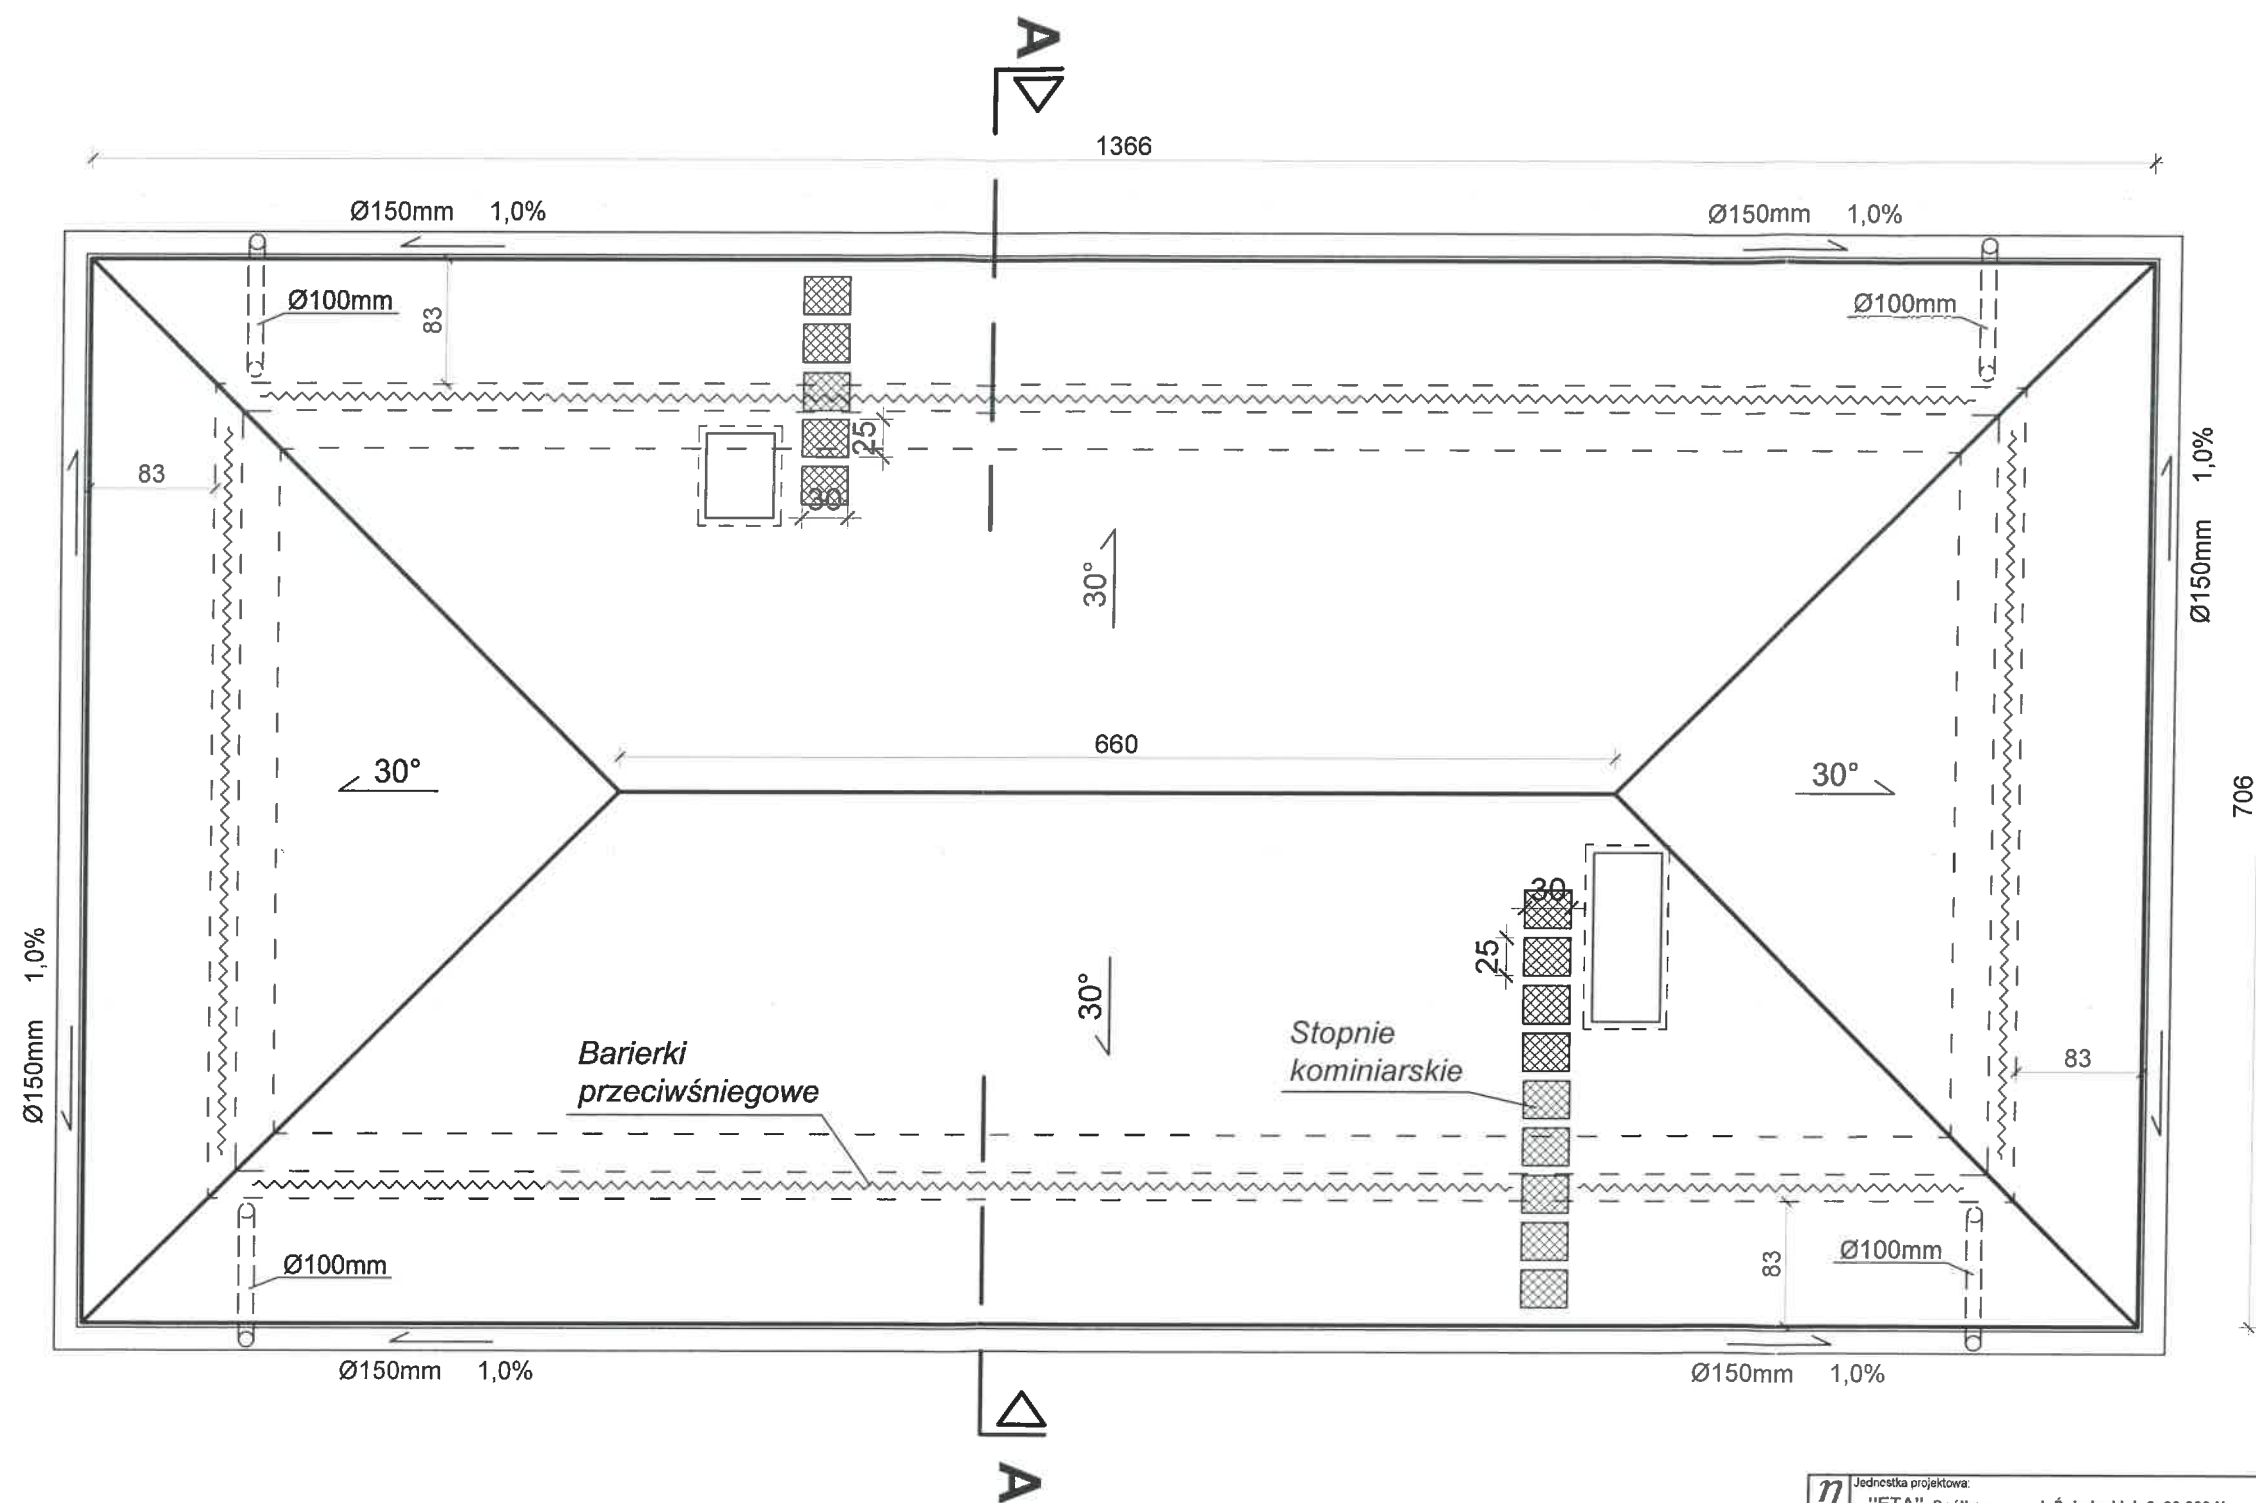 A
1366
Ø150mm 1,0%
Ø150mm 1,0%
Ø100mm
83
Ø100mm
25
83
30
Ø150mm 1,0%
30°
660
30°
30°
706
30
25
30°
Ø150mm 1,0%
Stopnie
kominiarskie
Barierki
przeciwśniegowe
83
Ø100mm
83
Ø100mm
Ø150mm 1,0%
Ø150mm 1,0%
A
η
Jednostka projektowa:
"ETA"